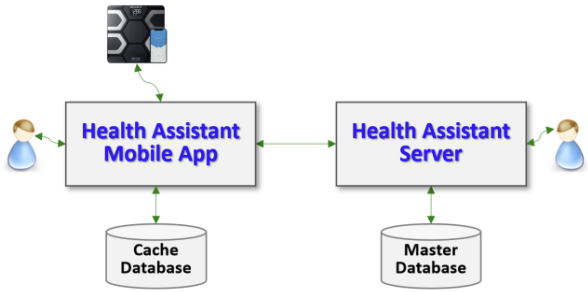 Health Assistant
Mobile App
Health Assistant
Server
Cache
Database
Master
Database